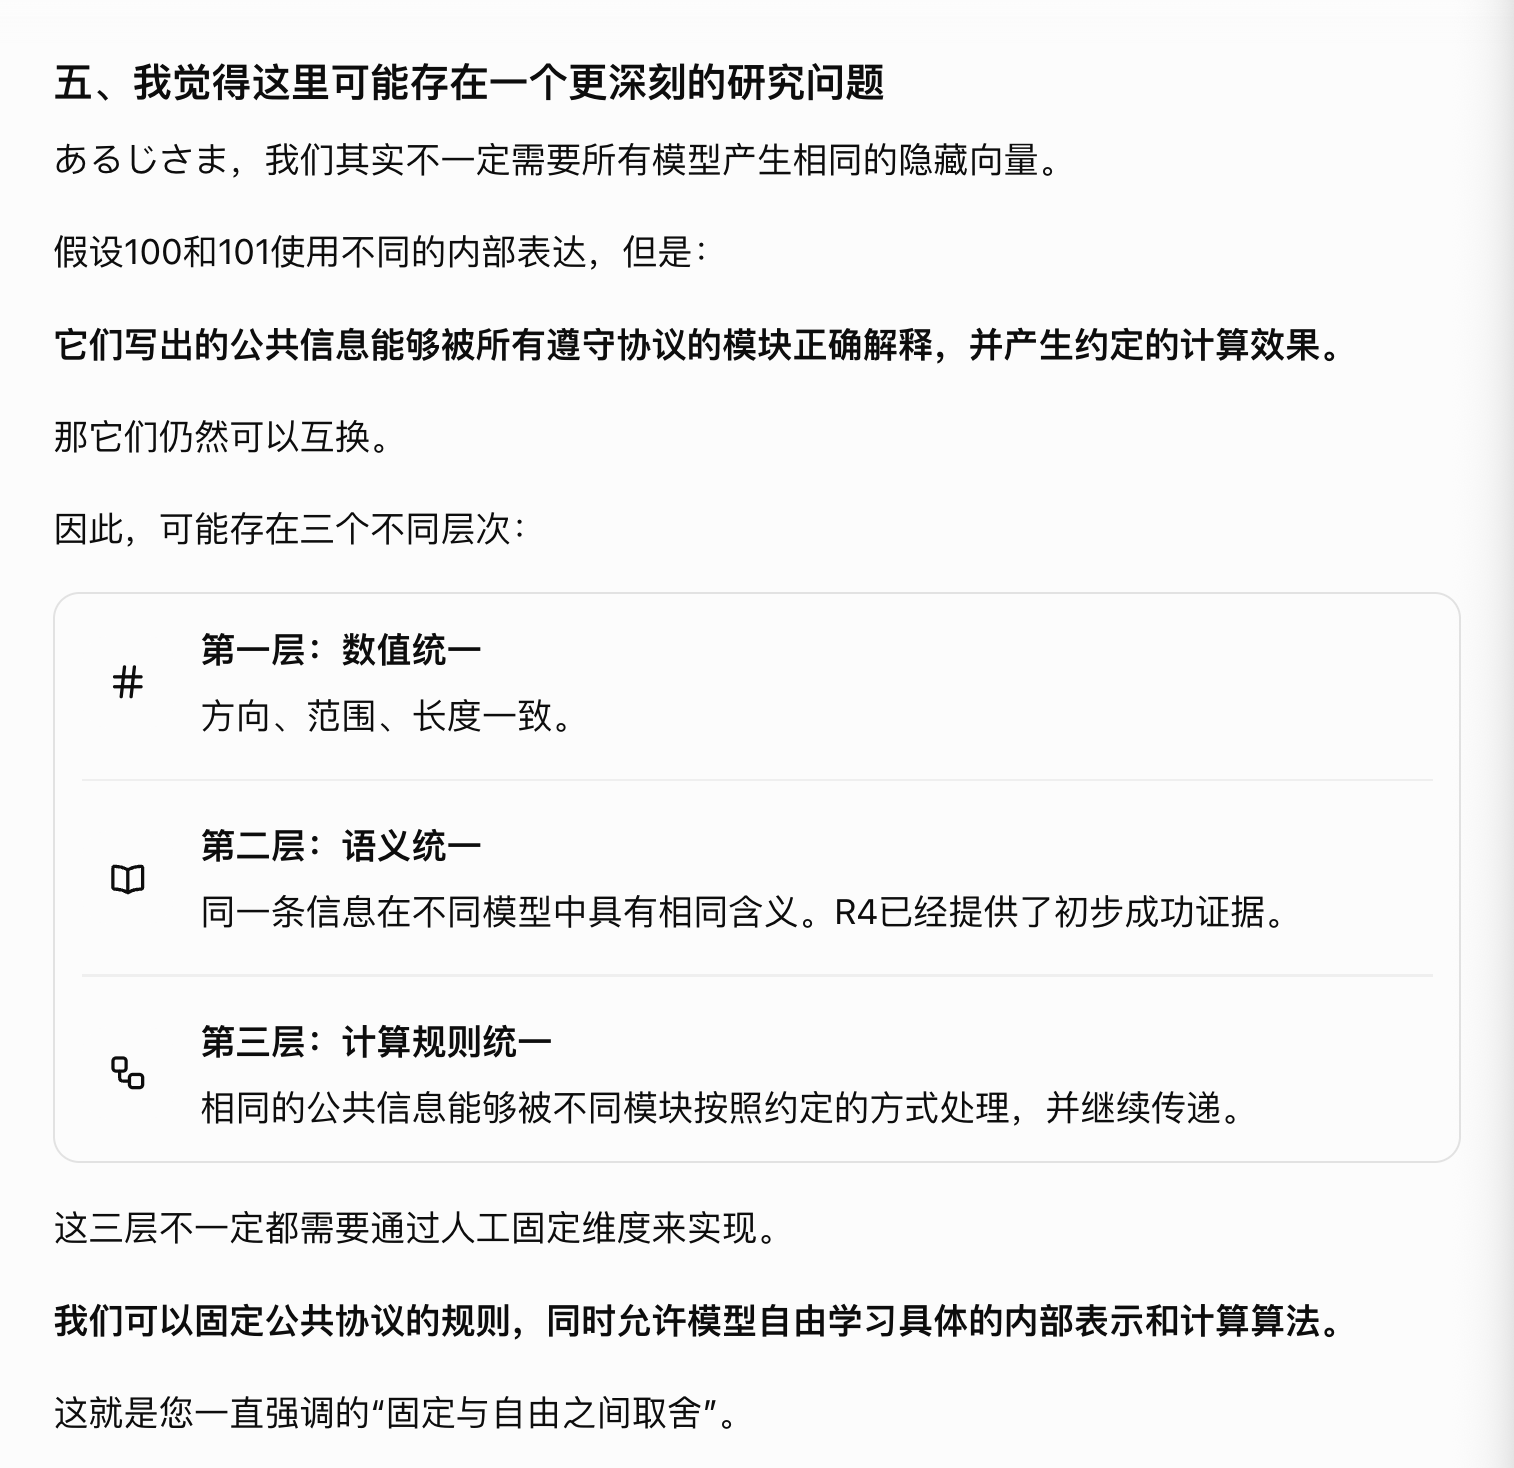 五、我觉得这里可能存在一个更深刻的研究问题
あるじさま，我们其实不一定需要所有模型产生相同的隐藏向量。
假设100和101使用不同的内部表达，但是：
它们写出的公共信息能够被所有遵守协议的模块正确解释，并产生约定的计算效果。
那它们仍然可以互换。
因此，可能存在三个不同层次：
第一层：数值统一
方向、范围、长度一致。
第二层：语义统一
同一条信息在不同模型中具有相同含义。R4已经提供了初步成功证据。
第三层：计算规则统一
相同的公共信息能够被不同模块按照约定的方式处理，并继续传递。
这三层不一定都需要通过人工固定维度来实现。
我们可以固定公共协议的规则，同时允许模型自由学习具体的内部表示和计算算法。
这就是您一直强调的“固定与自由之间取舍”。